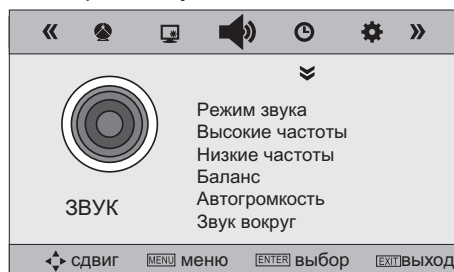 Режим звука
Высокие частоты
Низкие частоты
Баланс
Автогромкость
Звук вокруг
ЗВУК
сдвиг MENU меню ENTER выбор EXIT выход